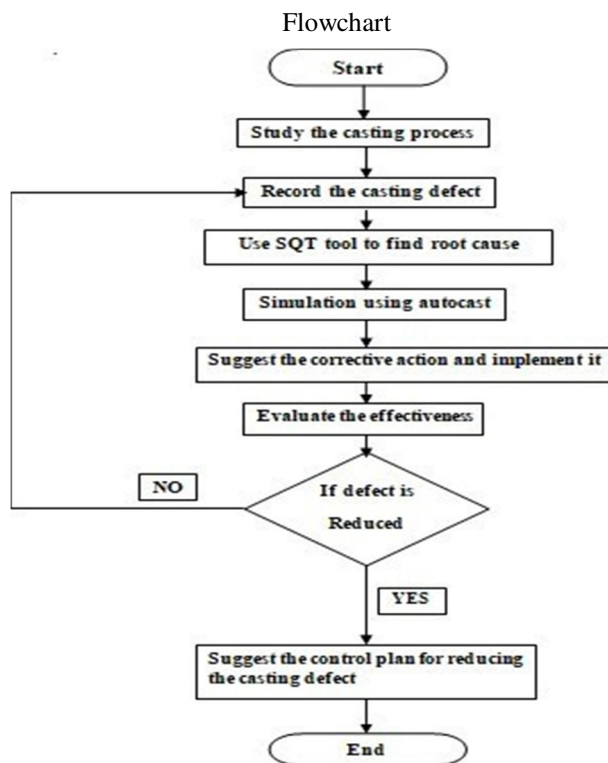 Flowchart
Start
Study the casting process
Record the casting defect
Use SQT tool to find root cause
Simulation using autocast
Suggest the corrective action and implement it
Evaluate the effectiveness
NO
If defect is
Reduced
YES
Suggest the control plan for reducing
the casting defect
End